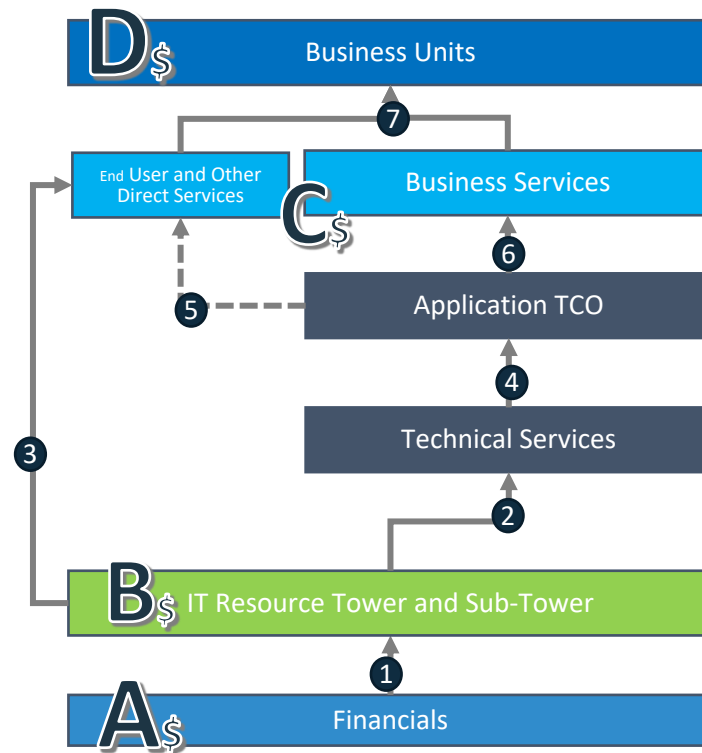 D$ Business Units
7
End User and Other
Direct Services
Business Services
C$
6
Application TCO
5
4
Technical Services
3
2
B$ IT Resource Tower and Sub-Tower
1
A$ Financials